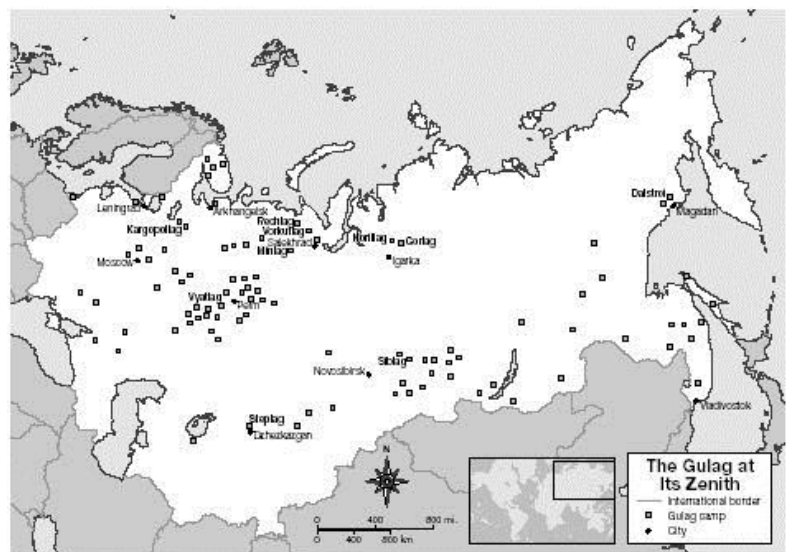 Leningrad
Arkhangelsk
Kargopollag
Rechlag
Vorkutlag
Salekhrad
Minlag
Norillag
Gorlag
Igarka
Dalstroi
Magadan
Moscow
Vyatlag
Perm
Novosibirsk
Siblag
Steplag
Dzhezkazgan
Vladivostok
N
0 400 800 mi.
0 400 800 km
The Gulag at
Its Zenith
International border
Gulag camp
City